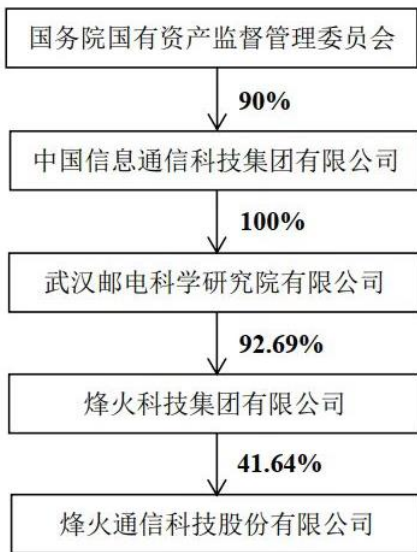 国务院国有资产监督管理委员会
90%
中国信息通信科技集团有限公司
100%
武汉邮电科学研究院有限公司
92.69%
烽火科技集团有限公司
41.64%
烽火通信科技股份有限公司